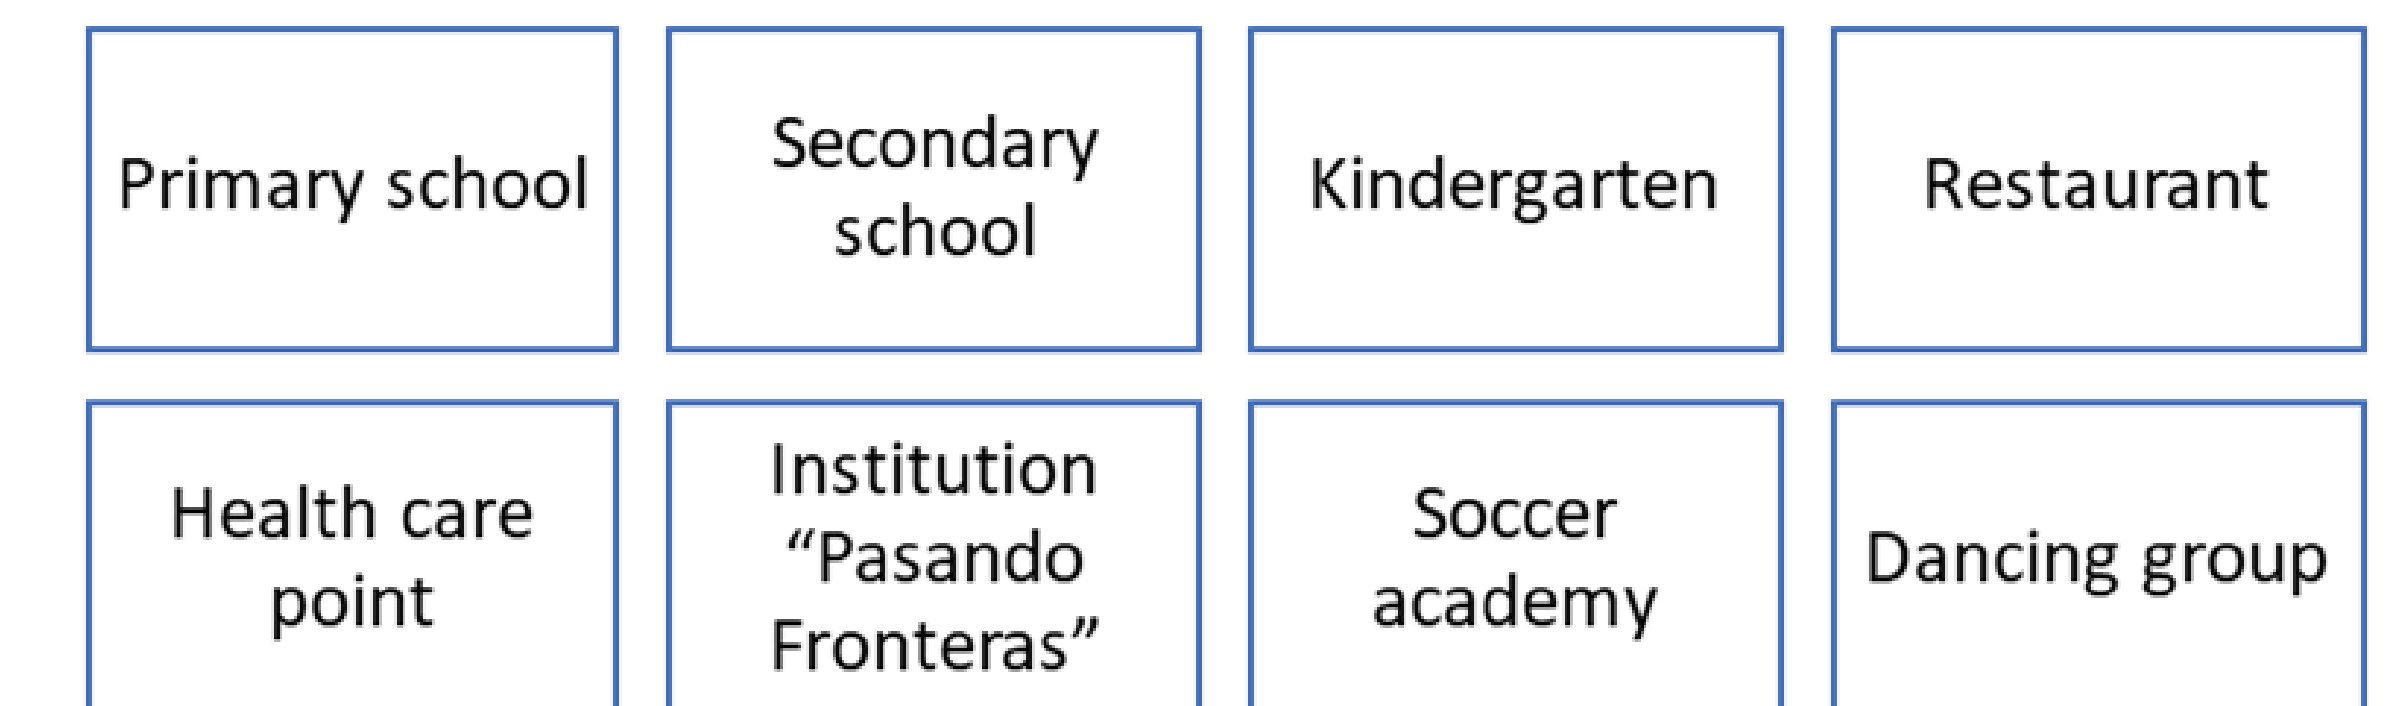 Primary school
Secondary
school
Kindergarten
Restaurant
Health care
point
Institution
“Pasando
Fronteras”
Soccer
academy
Dancing group